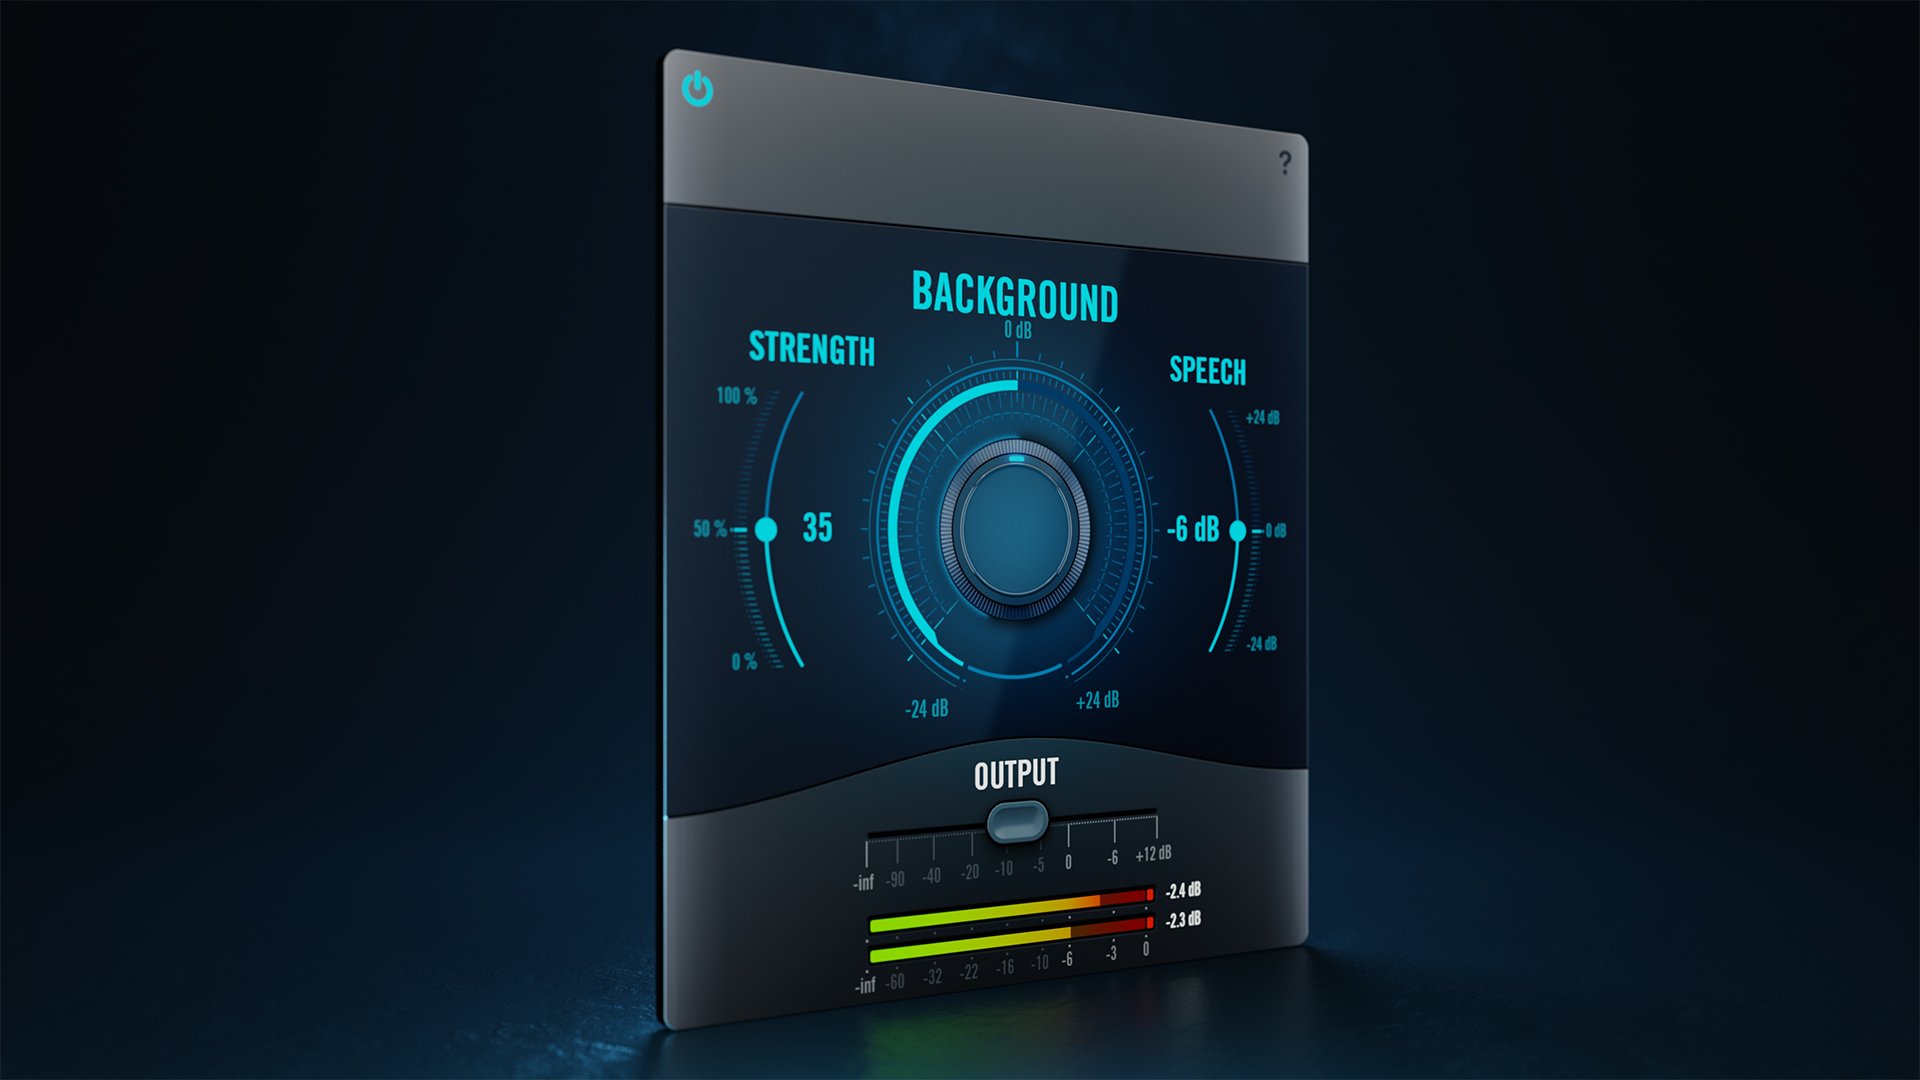 ?
BACKGROUND
0 dB
STRENGTH
SPEECH
100 %
+24 dB
50 %
35
-6 dB
0 dB
0 %
-24 dB
-24 dB
+24 dB
OUTPUT
-inf -90 -40 -20 -10 -5 0 -6 +12 dB
-2.4 dB
-2.3 dB
-inf -60 -32 -22 -16 -10 -6 -3 0